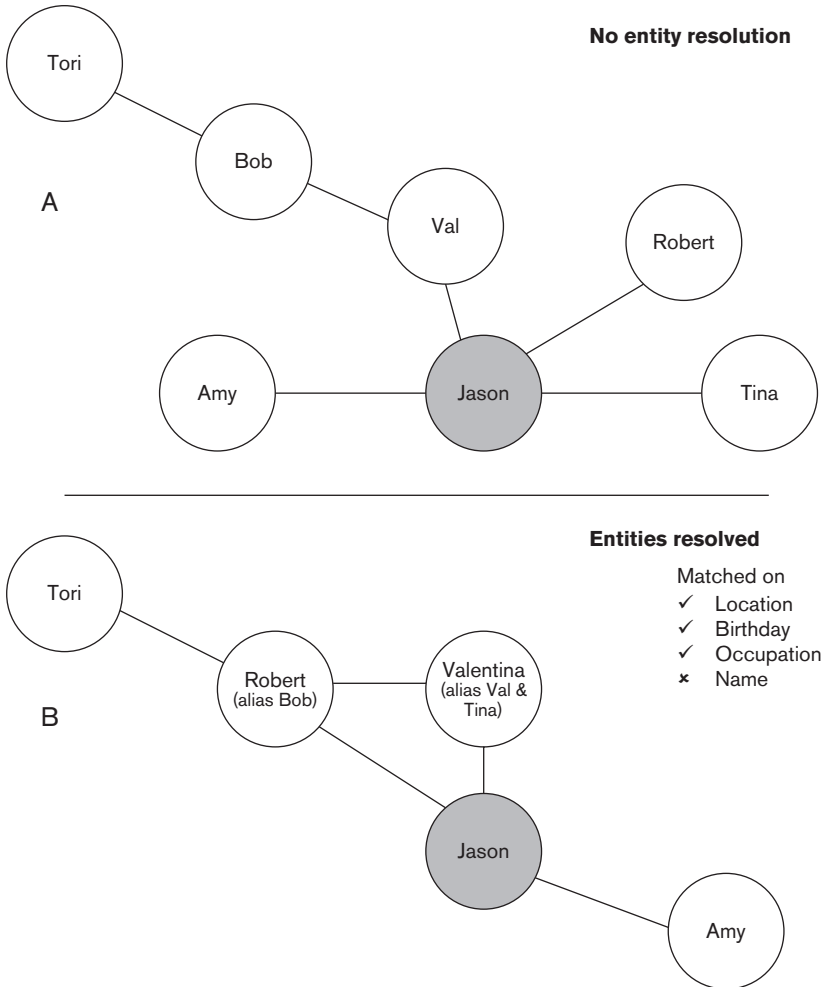 No entity resolution
Tori
Bob
A
Val
Robert
Amy
Jason
Tina
Entities resolved
Matched on
✓ Location
✓ Birthday
✓ Occupation
✗ Name
Tori
Robert
(alias Bob)
Valentina
(alias Val &
Tina)
B
Jason
Amy